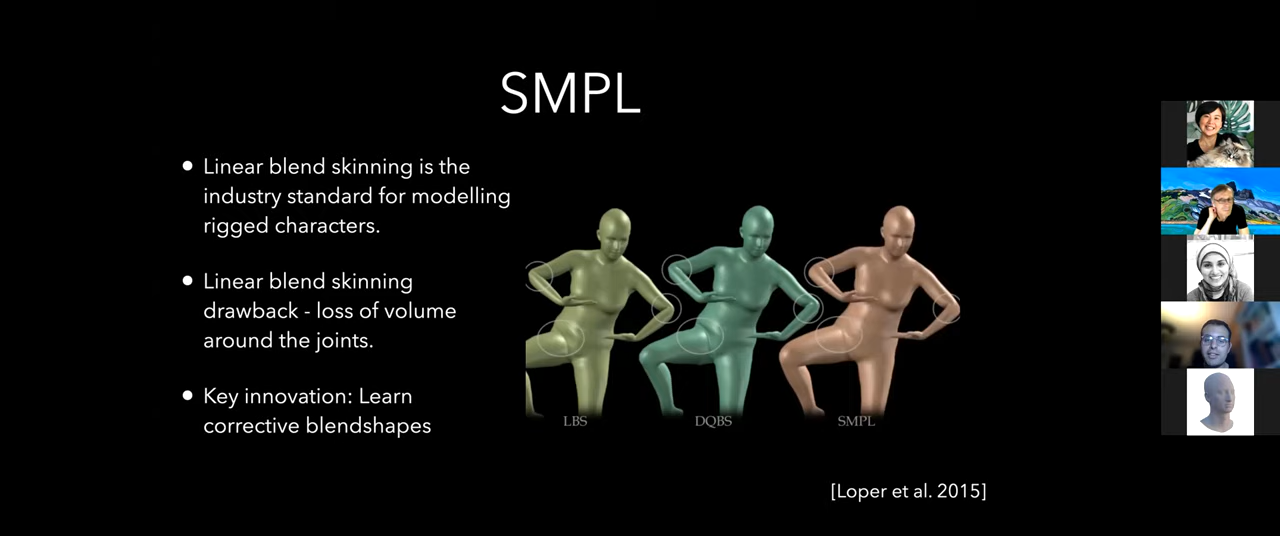 SMPL
• Linear blend skinning is the
industry standard for modelling
rigged characters.
• Linear blend skinning
drawback - loss of volume
around the joints.
• Key innovation: Learn
corrective blendshapes
LBS
DQBS
SMPL
[Loper et al. 2015]